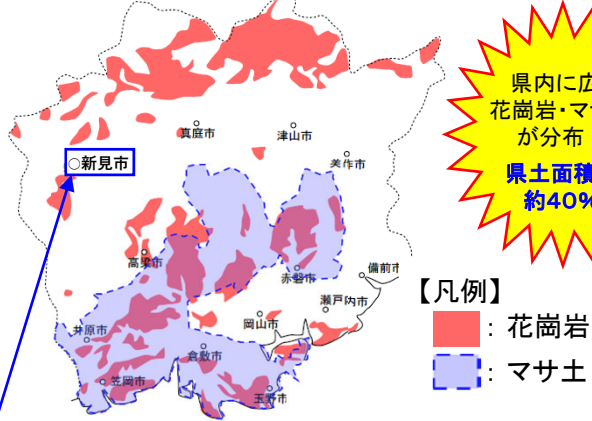 県内に広
花崗岩・マサ
が分布
県土面積
約40%
真庭市
津山市
美作市
○新見市
高梁市
赤磐市
備前市
瀬戸内市
岡山市
【凡例】
：花崗岩
：マサ土
井原市
倉敷市
笠岡市
玉野市